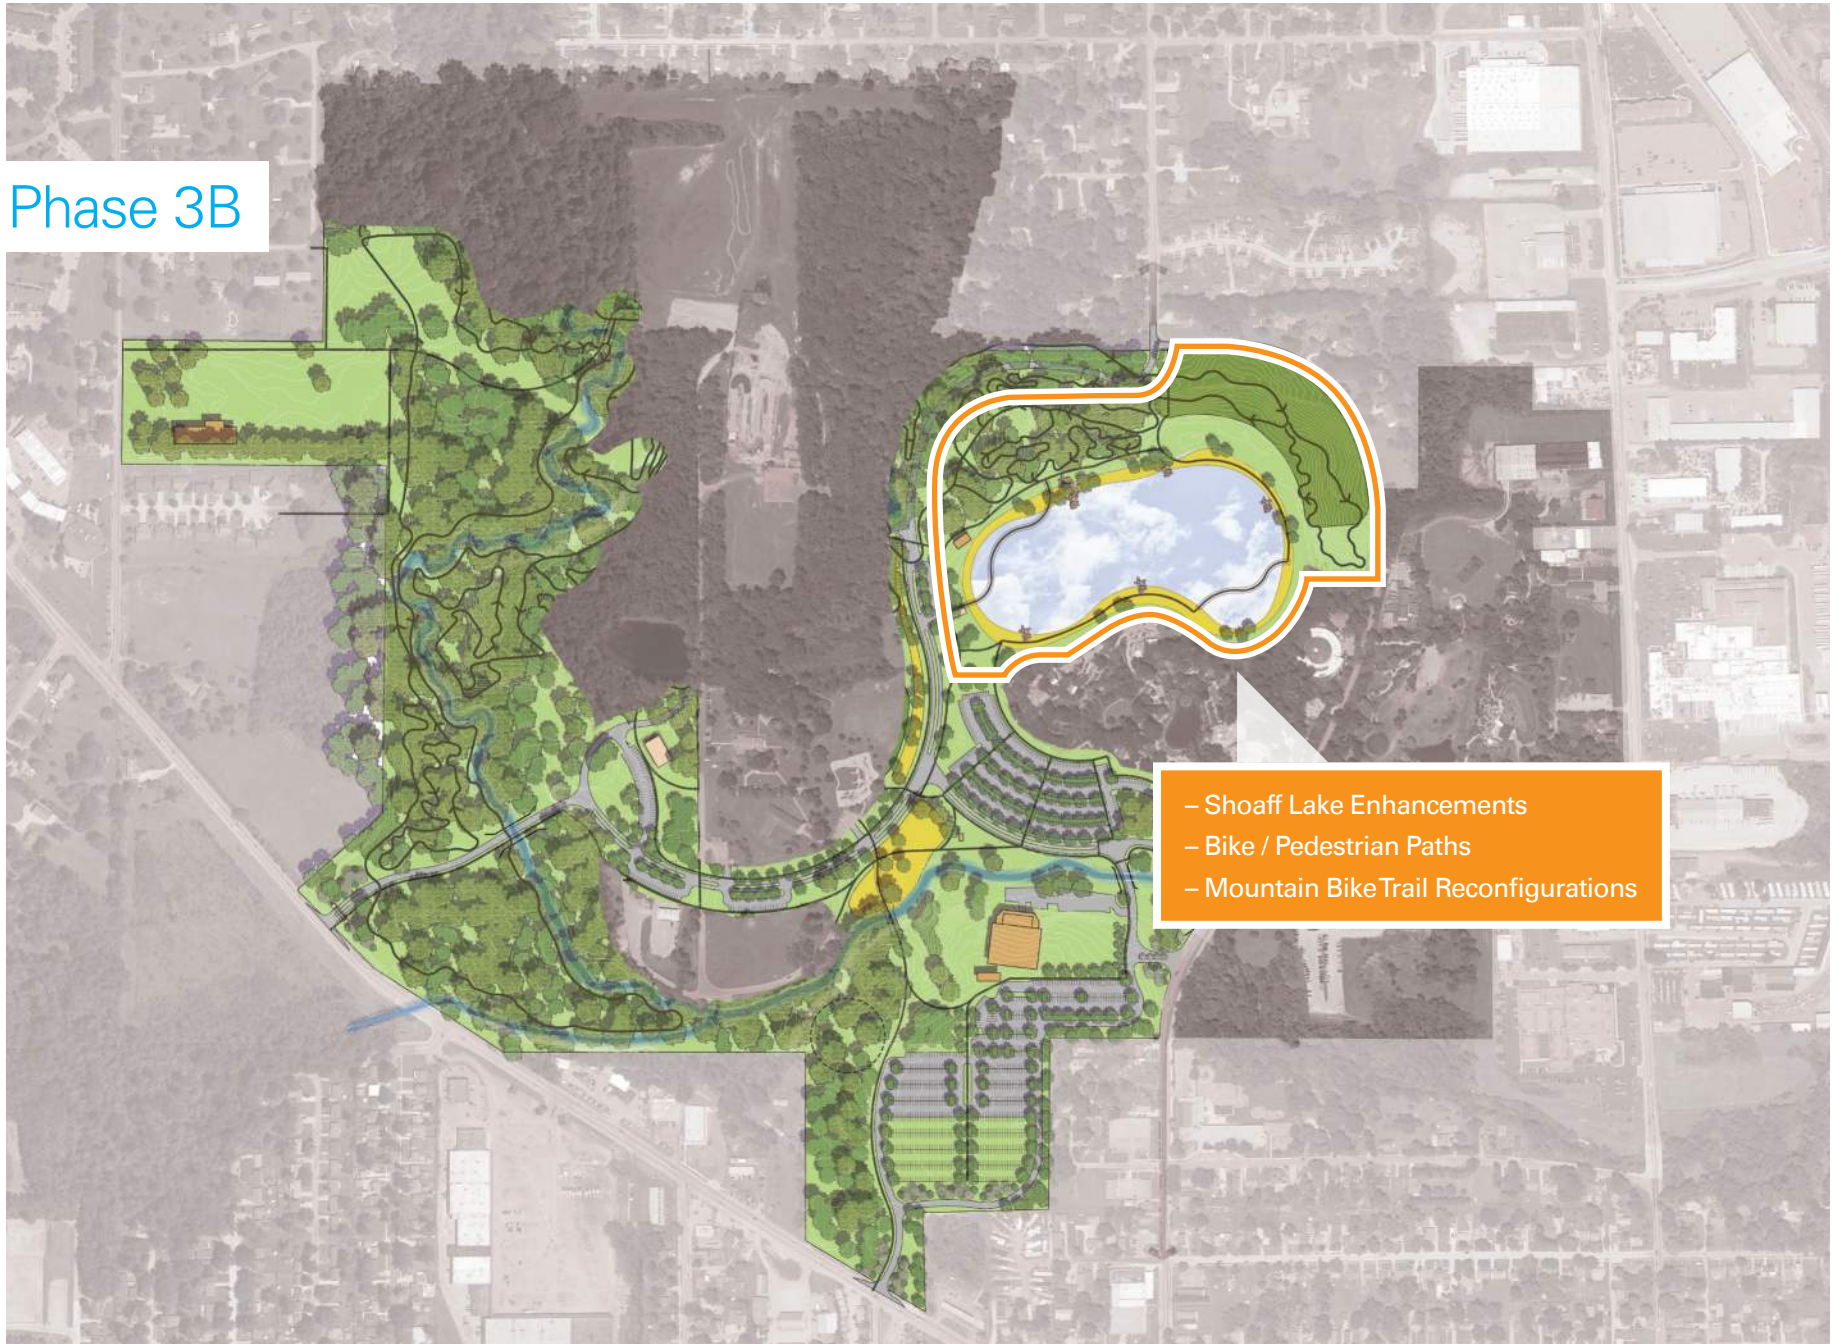 Phase 3B
– Shoaff Lake Enhancements
– Bike / Pedestrian Paths
– Mountain Bike Trail Reconfigurations